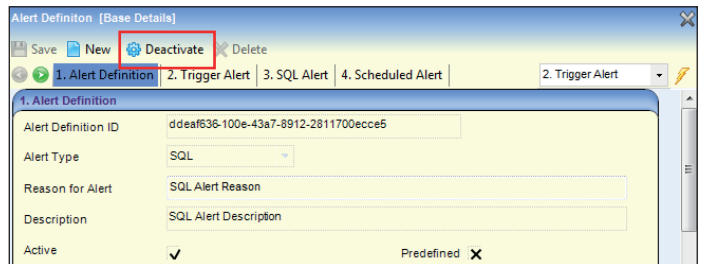 Alert Definiton [Base Details]
Save New Deactivate Delete
1. Alert Definition 2. Trigger Alert 3. SQL Alert 4. Scheduled Alert 2. Trigger Alert
1. Alert Definition
Alert Definition ID ddeaf636-100e-43a7-8912-2811700ecce5
Alert Type SQL
Reason for Alert SQL Alert Reason
Description SQL Alert Description
Active Predefined